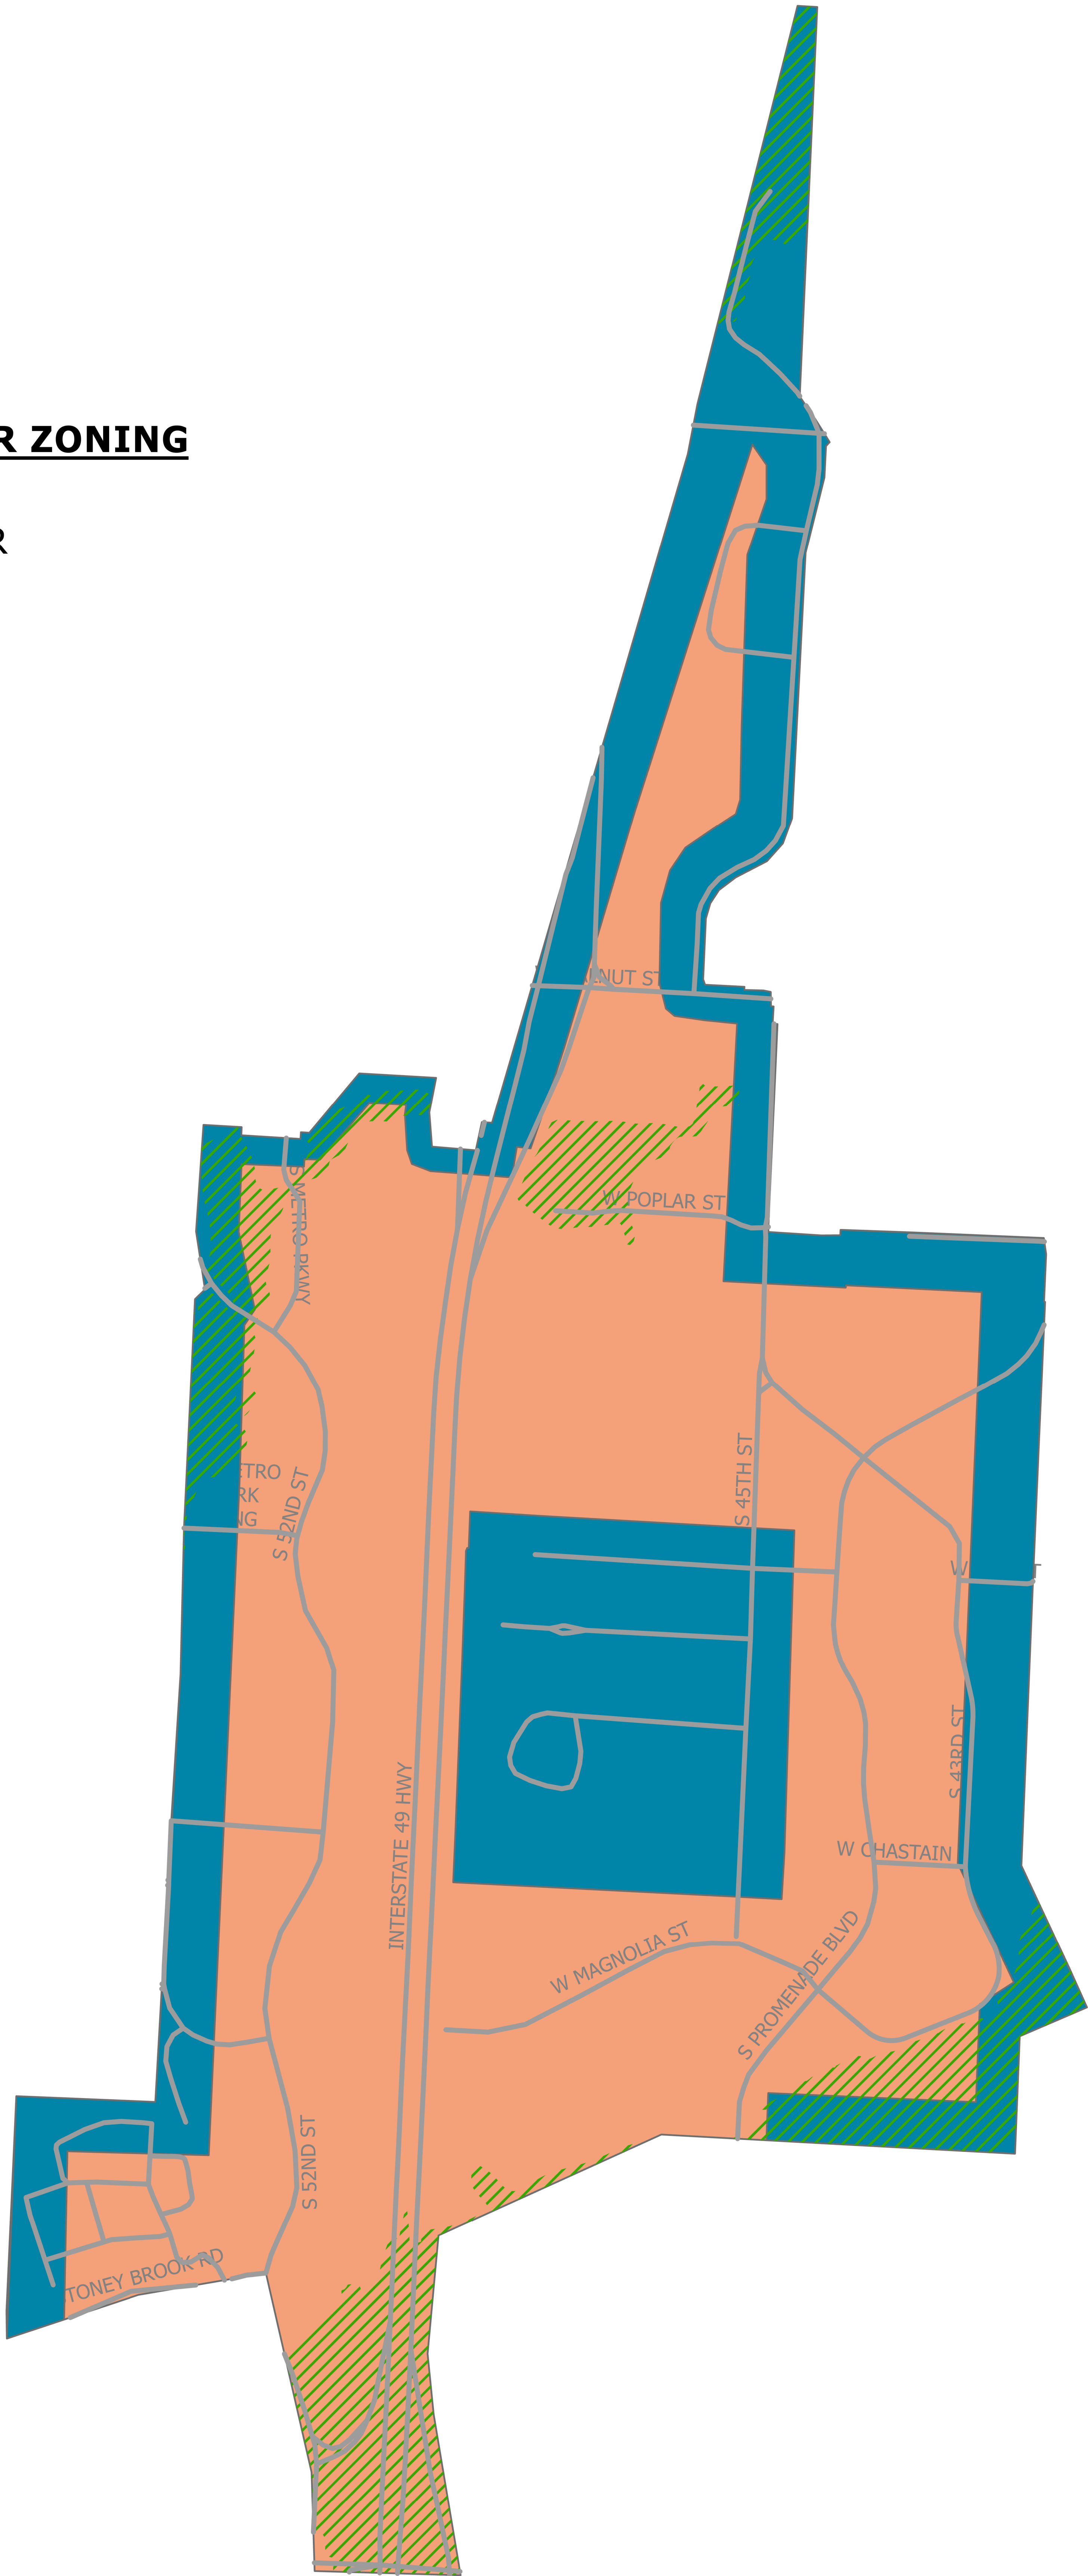 R ZONING
R
NUT ST
W POPLAR ST
S METRO PKWY
ETRO
RK
NG
S 52ND ST
S 45TH ST
W
T
S 43RD ST
INTERSTATE 49 HWY
W CHASTAIN
W MAGNOLIA ST
S PROMENADE BLVD
S 52ND ST
TONEY BROOK RD